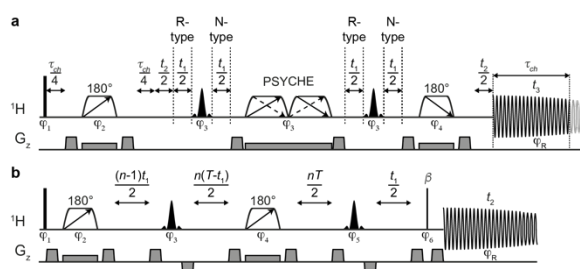 R-
type
N-
type
R-
type
N-
type
a
τch/4
τch/4
t2/2
t1/2
t1/2
PSYCHE
t1/2
t1/2
t2/2
τch
180°
180°
t3
1H
φ1
φ2
φ3
φ3
φ3
φ4
φR
Gz
b
(n-1)t1/2
n(T-t1)/2
nT/2
t1/2
β
180°
180°
t2
1H
φ1
φ2
φ3
φ4
φ5
φ6
φR
Gz